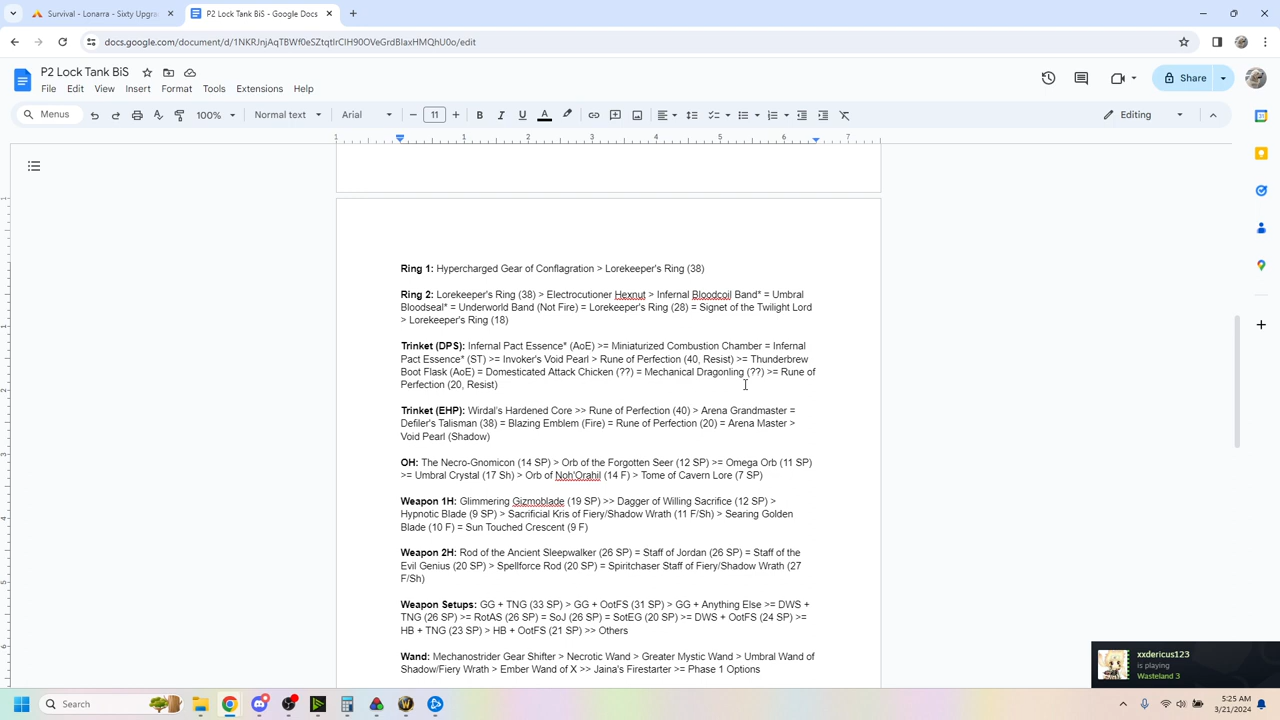 Survival - Lonarra - Sixty Upgra
P2 Lock Tank BiS - Google Docs
docs.google.com/document/d/1NKRJnjAqTBWf0eSZtqtIrCIH90OVeGrdBlaxHMQhU0o/edit
P2 Lock Tank BiS
Share
File Edit View Insert Format Tools Extensions Help
Menus 100% Normal text Arial 11 Editing
1 1 2 3 4 5 6 7
Ring 1: Hypercharged Gear of Conflagration > Lorekeeper's Ring (38)
Ring 2: Lorekeeper's Ring (38) > Electrocutioner Hexnut > Infernal Bloodcoil Band* = Umbral
Bloodseal* = Underworld Band (Not Fire) = Lorekeeper's Ring (28) = Signet of the Twilight Lord
> Lorekeeper's Ring (18)
Trinket (DPS): Infernal Pact Essence* (AoE) >= Miniaturized Combustion Chamber = Infernal
Pact Essence* (ST) >= Invoker's Void Pearl > Rune of Perfection (40, Resist) >= Thunderbrew
Boot Flask (AoE) = Domesticated Attack Chicken (??) = Mechanical Dragonling (??) >= Rune of
Perfection (20, Resist)
Trinket (EHP): Wirdal's Hardened Core >> Rune of Perfection (40) > Arena Grandmaster =
Defiler's Talisman (38) = Blazing Emblem (Fire) = Rune of Perfection (20) = Arena Master >
Void Pearl (Shadow)
OH: The Necro-Gnomicon (14 SP) > Orb of the Forgotten Seer (12 SP) >= Omega Orb (11 SP)
>= Umbral Crystal (17 Sh) > Orb of Noh'Orahil (14 F) > Tome of Cavern Lore (7 SP)
Weapon 1H: Glimmering Gizmoblade (19 SP) >> Dagger of Willing Sacrifice (12 SP) >
Hypnotic Blade (9 SP) > Sacrificial Kris of Fiery/Shadow Wrath (11 F/Sh) > Searing Golden
Blade (10 F) = Sun Touched Crescent (9 F)
Weapon 2H: Rod of the Ancient Sleepwalker (26 SP) = Staff of Jordan (26 SP) = Staff of the
Evil Genius (20 SP) > Spellforce Rod (20 SP) = Spiritchaser Staff of Fiery/Shadow Wrath (27
F/Sh)
Weapon Setups: GG + TNG (33 SP) > GG + OotFS (31 SP) > GG + Anything Else >= DWS +
TNG (26 SP) >= RotAS (26 SP) = SoJ (26 SP) = SotEG (20 SP) >= DWS + OotFS (24 SP) >=
HB + TNG (23 SP) > HB + OotFS (21 SP) >> Others
Wand: Mechanostrider Gear Shifter > Necrotic Wand > Greater Mystic Wand > Umbral Wand of
Shadow/Fiery Wrath > Ember Wand of X >> Jaina's Firestarter >= Phase 1 Options
xxdericus123
is playing
Wasteland 3
Search
5:25 AM
3/21/2024